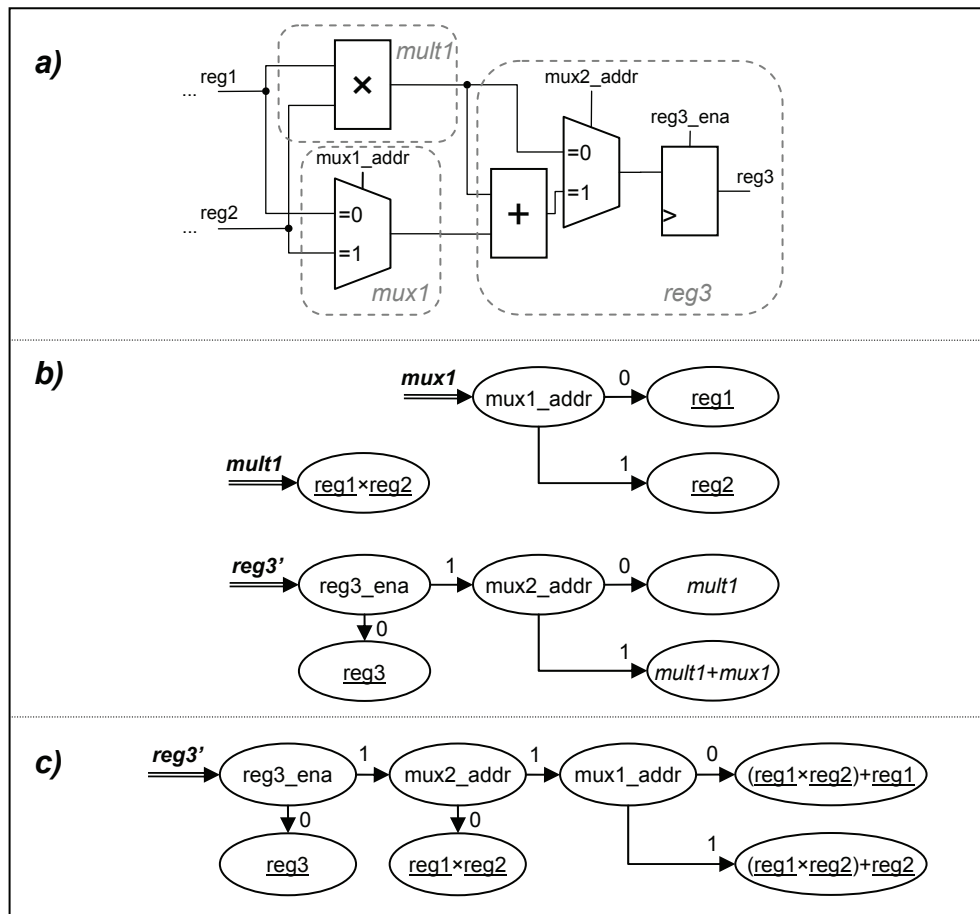 a)
mult1
reg1
...
×
mux2_addr
reg3_ena
mux1_addr
=0
=1
reg3
+
reg2
...
=0
=1
>
mux1
reg3
b)
mux1
mux1_addr
0
reg1
1
reg2
mult1
reg1×reg2
reg3’
reg3_ena
1
mux2_addr
0
mult1
0
reg3
1
mult1+mux1
c)
reg3’
reg3_ena
1
mux2_addr
1
mux1_addr
0
(reg1×reg2)+reg1
0
reg3
0
reg1×reg2
1
(reg1×reg2)+reg2